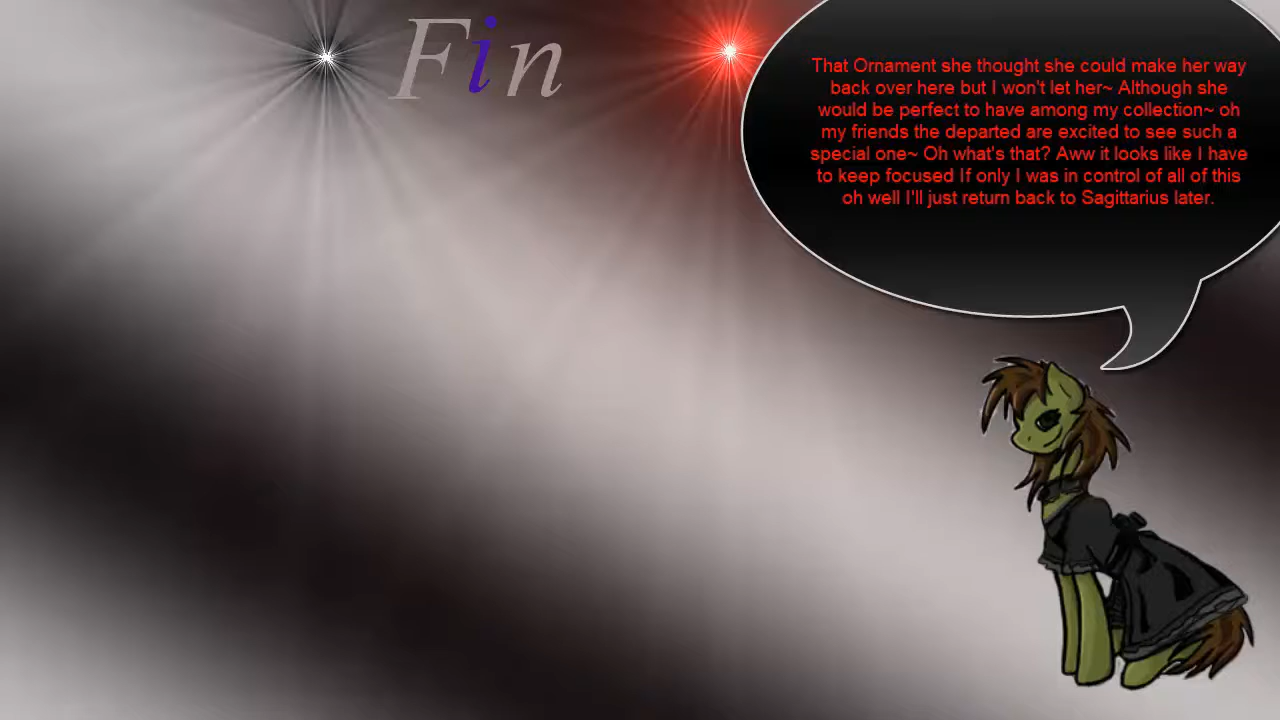 Fin
That Ornament she thought she could make her way
back over here but I won't let her~ Although she
would be perfect to have among my collection~ oh
my friends the departed are excited to see such a
special one~ Oh what's that? Aww it looks like I have
to keep focused If only I was in control of all of this
oh well I'll just return back to Sagittarius later.